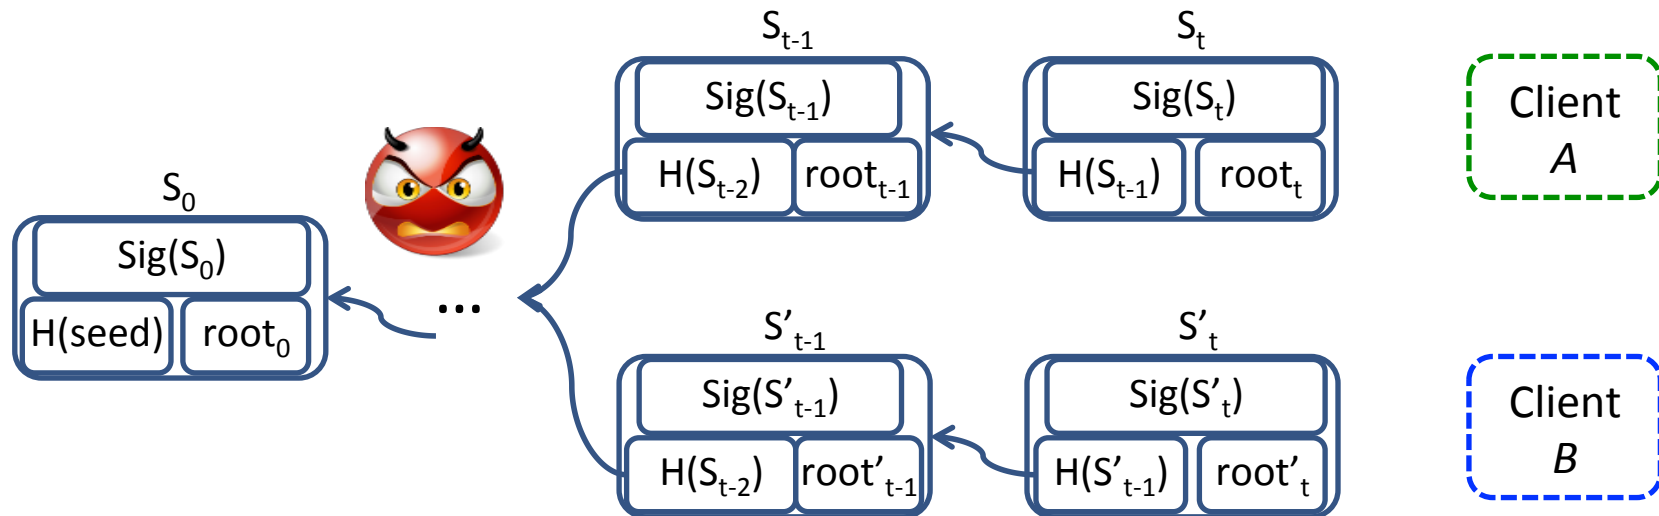 S₀
Sig(S₀)
H(seed) root₀
...
Sₜ₋₁
Sig(Sₜ₋₁)
H(Sₜ₋₂) rootₜ₋₁
Sₜ
Sig(Sₜ)
H(Sₜ₋₁) rootₜ
Client
A
S’ₜ₋₁
Sig(S’ₜ₋₁)
H(Sₜ₋₂) root’ₜ₋₁
S’ₜ
Sig(S’ₜ)
H(S’ₜ₋₁) root’ₜ
Client
B